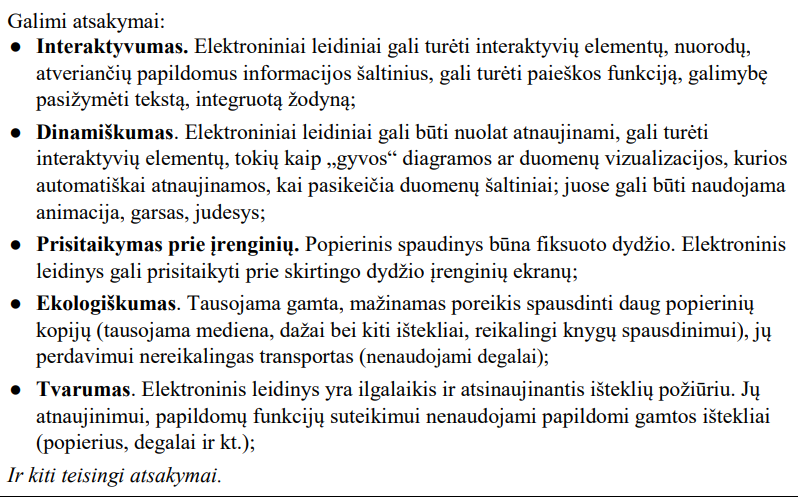 Galimi atsakymai:
● Interaktyvumas. Elektroniniai leidiniai gali turėti interaktyvių elementų, nuorodų,
atveriančių papildomus informacijos šaltinius, gali turėti paieškos funkciją, galimybę
pasižymėti tekstą, integruotą žodyną;
● Dinamiškumas. Elektroniniai leidiniai gali būti nuolat atnaujinami, gali turėti
interaktyvių elementų, tokių kaip „gyvos“ diagramos ar duomenų vizualizacijos, kurios
automatiškai atnaujinamos, kai pasikeičia duomenų šaltiniai; juose gali būti naudojama
animacija, garsas, judesys;
● Prisitaikymas prie įrenginių. Popierinis spaudinys būna fiksuoto dydžio. Elektroninis
leidinys gali prisitaikyti prie skirtingo dydžio įrenginių ekranų;
● Ekologiškumas. Tausojama gamta, mažinamas poreikis spausdinti daug popierinių
kopijų (tausojama mediena, dažai bei kiti ištekliai, reikalingi knygų spausdinimui), jų
perdavimui nereikalingas transportas (nenaudojami degalai);
● Tvarumas. Elektroninis leidinys yra ilgalaikis ir atsinaujinantis išteklių požiūriu. Jų
atnaujinimui, papildomų funkcijų suteikimui nenaudojami papildomi gamtos ištekliai
(popierius, degalai ir kt.);
Ir kiti teisingi atsakymai.